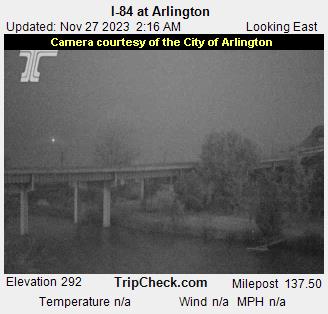 I-84 at Arlington
Updated: Nov 27 2023 2:16 AM Looking East
Camera courtesy of the City of Arlington
Elevation 292 TripCheck.com Milepost 137.50
Temperature n/a Wind n/a MPH n/a